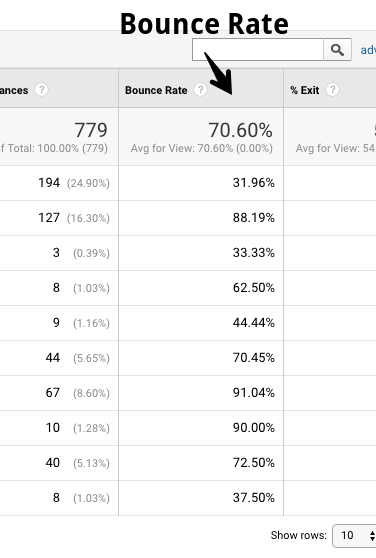 Bounce Rate
adv
ances ? Bounce Rate ? % Exit ?
779 70.60%
f Total: 100.00% (779) Avg for View: 70.60% (0.00%) Avg for View: 54
194 (24.90%) 31.96%
127 (16.30%) 88.19%
3 (0.39%) 33.33%
8 (1.03%) 62.50%
9 (1.16%) 44.44%
44 (5.65%) 70.45%
67 (8.60%) 91.04%
10 (1.28%) 90.00%
40 (5.13%) 72.50%
8 (1.03%) 37.50%
Show rows: 10